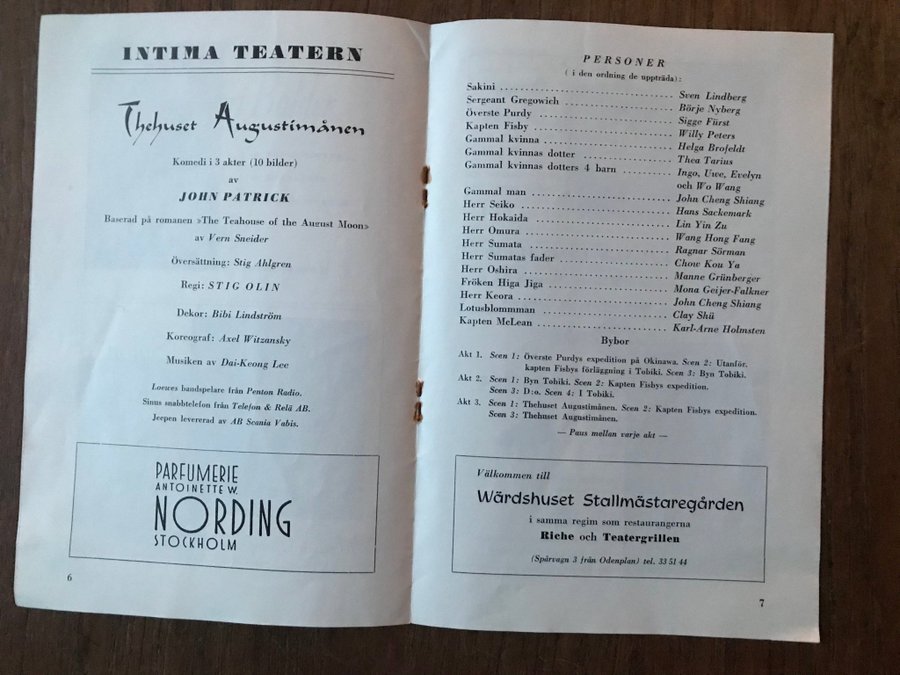 INTIMA TEATERN
Thehuset Augustimånen
Komedi i 3 akter (10 bilder)
av
JOHN PATRICK
Baserad på romanen »The Teahouse of the August Moon»
av Vern Sneider
Översättning: Stig Ahlgren
Regi: STIG OLIN
Dekor: Bibi Lindström
Koreograf: Axel Witzansky
Musiken av Dai-Keong Lee
Loewes bandspelare från Penton Radio.
Sinus snabbtelefon från Telefon & Relä AB.
Jeepen levererad av AB Scania Vabis.
PARFUMERIE
ANTOINETTE W.
NORDING
STOCKHOLM
6
PERSONER
( i den ordning de uppträda):
Sakini ................ Sven Lindberg
Sergeant Gregowich ................ Börje Nyberg
Överste Purdy ................ Sigge Fürst
Kapten Fisby ................ Willy Peters
Gammal kvinna ................ Helga Brofeldt
Gammal kvinnas dotter ................ Thea Tarius
Gammal kvinnas dotters 4 barn ................ Ingo, Uwe, Evelyn
och Wo Wang
Gammal man ................ John Cheng Shiang
Herr Seiko ................ Hans Sackemark
Herr Hokaida ................ Lin Yin Zu
Herr Omura ................ Wang Hong Fang
Herr Sumata ................ Ragnar Sörman
Herr Sumatas fader ................ Chow Kou Ya
Herr Oshira ................ Manne Grünberger
Fröken Higa Jiga ................ Mona Geijer-Falkner
Herr Keora ................ John Cheng Shiang
Lotusblommman ................ Clay Shü
Kapten McLean ................ Karl-Arne Holmsten
Bybor
Akt 1. Scen 1: Överste Purdys expedition på Okinawa. Scen 2: Utanför.
kapten Fisbys förläggning i Tobiki. Scen 3: Byn Tobiki.
Akt 2. Scen 1: Byn Tobiki. Scen 2: Kapten Fisbys expedition.
Scen 3: D:o. Scen 4: I Tobiki.
Akt 3. Scen 1: Thehuset Augustimånen. Scen 2: Kapten Fisbys expedition.
Scen 3: Thehuset Augustimånen.
— Paus mellan varje akt —
Välkommen till
Wärdshuset Stallmästaregården
i samma regim som restaurangerna
Riche och Teatergrillen
(Spårvagn 3 från Odenplan) tel. 33 51 44
7